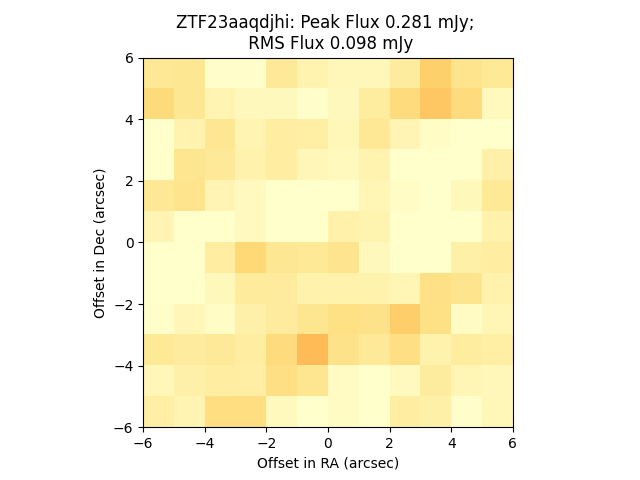 ZTF23aaqdjhi: Peak Flux 0.281 mJy;
RMS Flux 0.098 mJy
6
4
2
0
−2
−4
−6
Offset in Dec (arcsec)
−6 −4 −2 0 2 4 6
Offset in RA (arcsec)